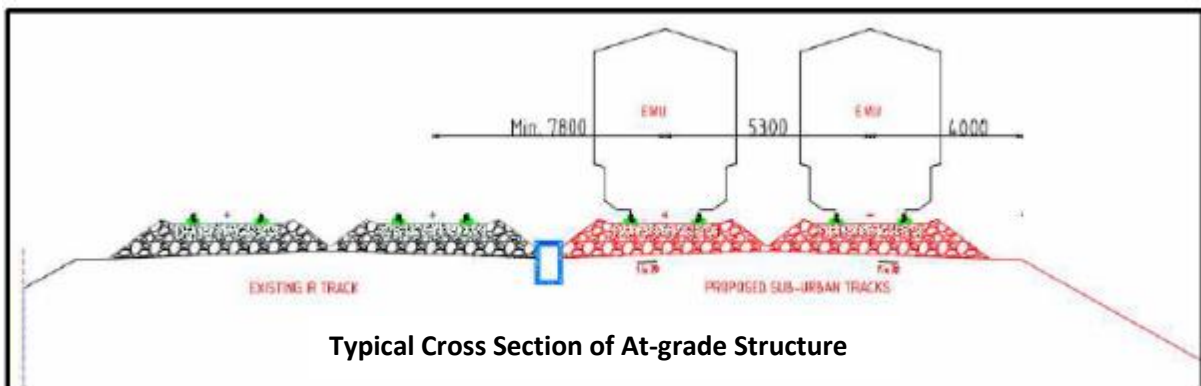 EMU EMU
Min. 7800 5300 4000
EXISTING IR TRACK PROPOSED SUB-URBAN TRACKS
Typical Cross Section of At-grade Structure